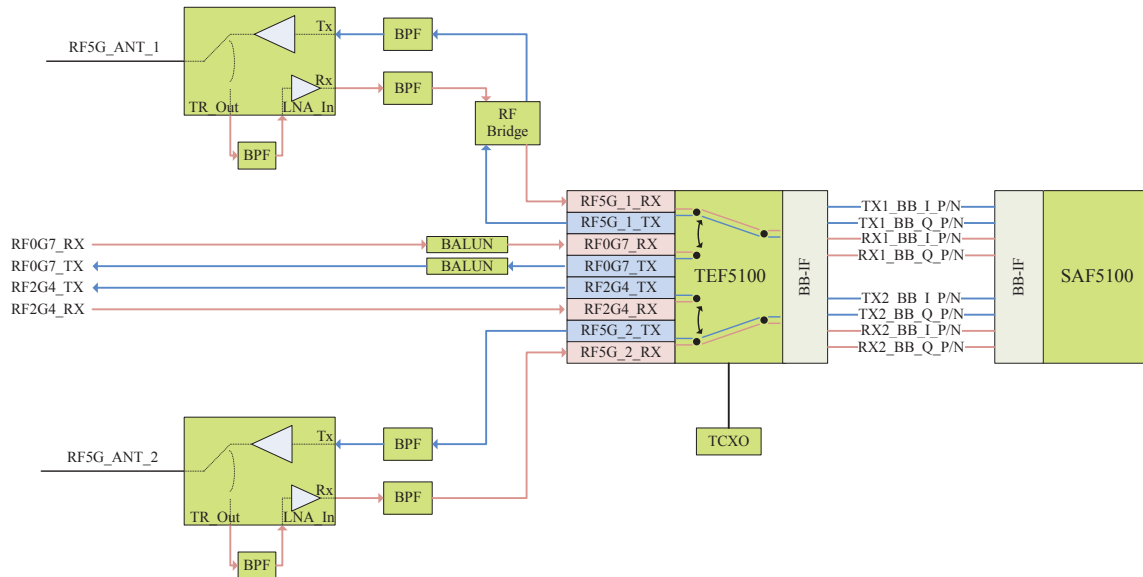 RF5G_ANT_1
Tx
BPF
Rx
BPF
TR_Out
LNA_In
BPF
RF
Bridge
RF0G7_RX
RF0G7_TX
RF2G4_TX
RF2G4_RX
BALUN
BALUN
RF5G_1_RX
RF5G_1_TX
RF0G7_RX
RF0G7_TX
RF2G4_TX
RF2G4_RX
RF5G_2_TX
RF5G_2_RX
TEF5100
BB-IF
TX1_BB_I_P/N
TX1_BB_Q_P/N
RX1_BB_I_P/N
RX1_BB_Q_P/N
TX2_BB_I_P/N
TX2_BB_Q_P/N
RX2_BB_I_P/N
RX2_BB_Q_P/N
BB-IF
SAF5100
TCXO
RF5G_ANT_2
Tx
BPF
Rx
BPF
TR_Out
LNA_In
BPF